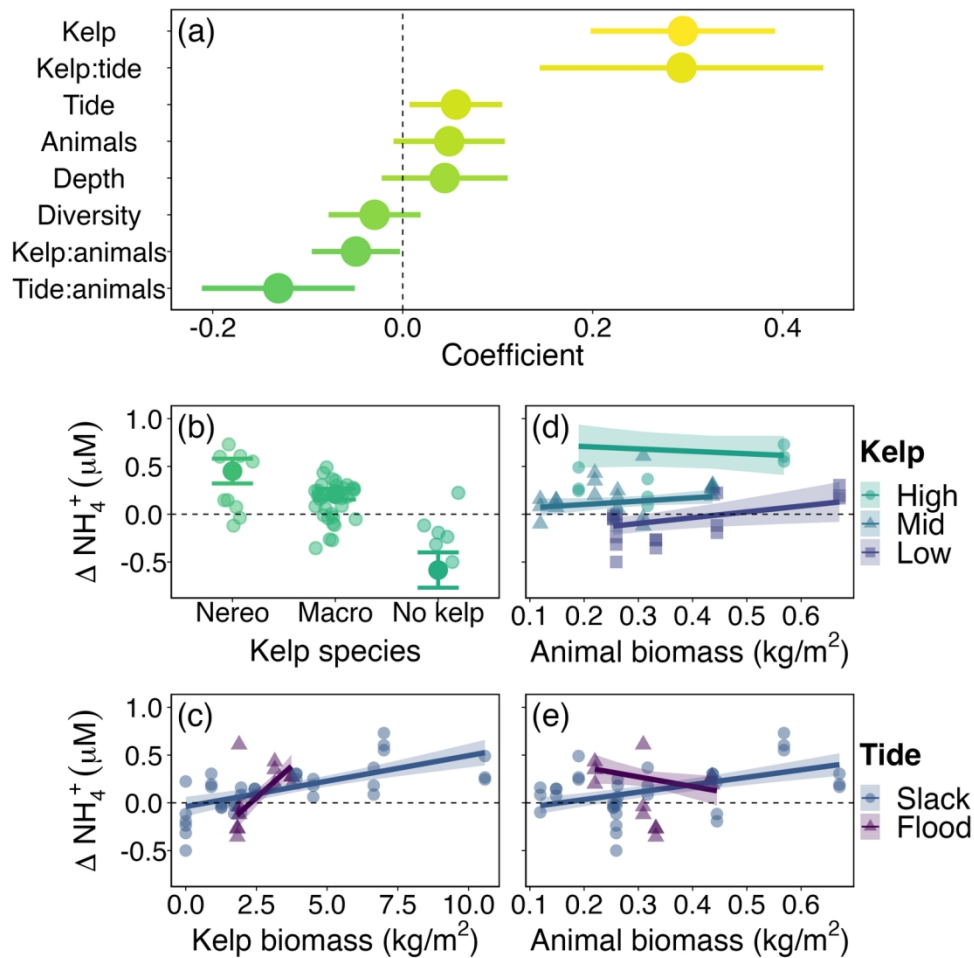 (a)
Kelp
Kelp:tide
Tide
Animals
Depth
Diversity
Kelp:animals
Tide:animals
-0.2 0.0 0.2 0.4
Coefficient
(b)
Δ NH₄⁺ (μM)
1.0
0.5
0.0
-0.5
Nereo Macro No kelp
Kelp species
(d)
0.1 0.2 0.3 0.4 0.5 0.6
Animal biomass (kg/m²)
Kelp
High
Mid
Low
(c)
Δ NH₄⁺ (μM)
1.0
0.5
0.0
-0.5
0.0 2.5 5.0 7.5 10.0
Kelp biomass (kg/m²)
(e)
0.1 0.2 0.3 0.4 0.5 0.6
Animal biomass (kg/m²)
Tide
Slack
Flood